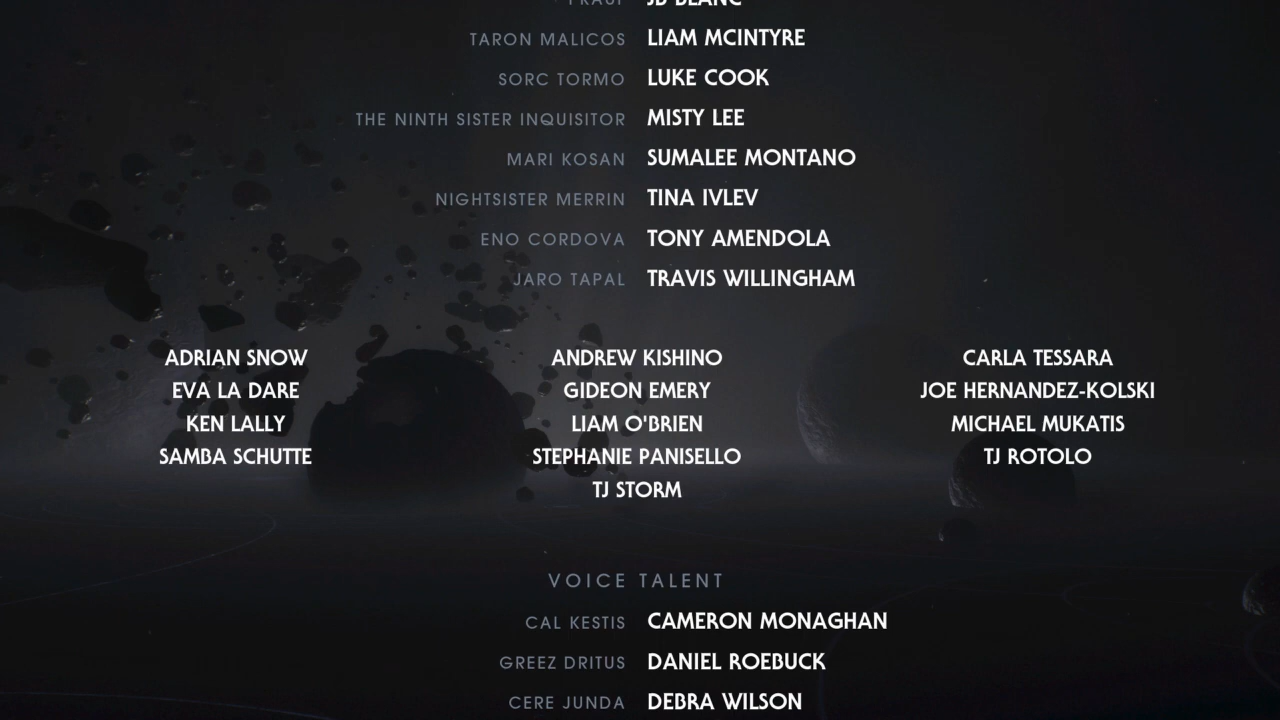 PRAUF JB BLANC
TARON MALICOS LIAM MCINTYRE
SORC TORMO LUKE COOK
THE NINTH SISTER INQUISITOR MISTY LEE
MARI KOSAN SUMALEE MONTANO
NIGHTSISTER MERRIN TINA IVLEV
ENO CORDOVA TONY AMENDOLA
JARO TAPAL TRAVIS WILLINGHAM
ADRIAN SNOW ANDREW KISHINO CARLA TESSARA
EVA LA DARE GIDEON EMERY JOE HERNANDEZ-KOLSKI
KEN LALLY LIAM O'BRIEN MICHAEL MUKATIS
SAMBA SCHUTTE STEPHANIE PANISELLO TJ ROTOLO
TJ STORM
VOICE TALENT
CAL KESTIS CAMERON MONAGHAN
GREEZ DRITUS DANIEL ROEBUCK
CERE JUNDA DEBRA WILSON